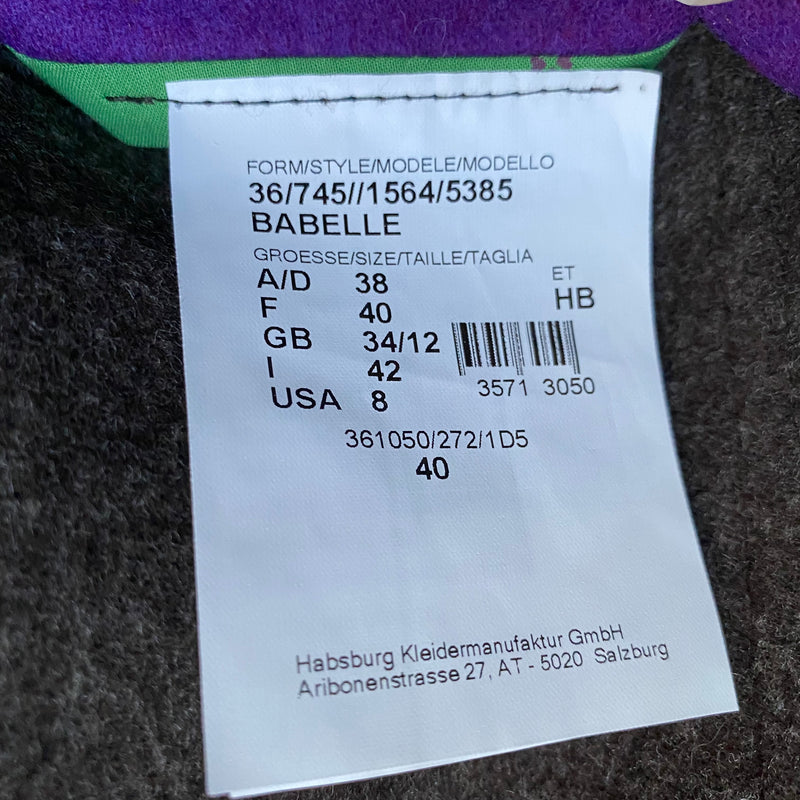 FORM/STYLE/MODELE/MODELLO
36/745//1564/5385
BABELLE
GROESSE/SIZE/TAILLE/TAGLIA
A/D 38
F 40
GB 34/12
I 42
USA 8
ET
HB
3571 3050
361050/272/1D5
40
Habsburg Kleidermanufaktur GmbH
Aribonenstrasse 27, AT - 5020 Salzburg